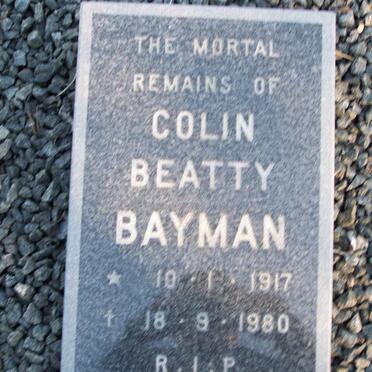 THE MORTAL
REMAINS OF
COLIN
BEATTY
BAYMAN
★ 10 · 1 · 1917
† 18 · 9 · 1980
R.I.P.